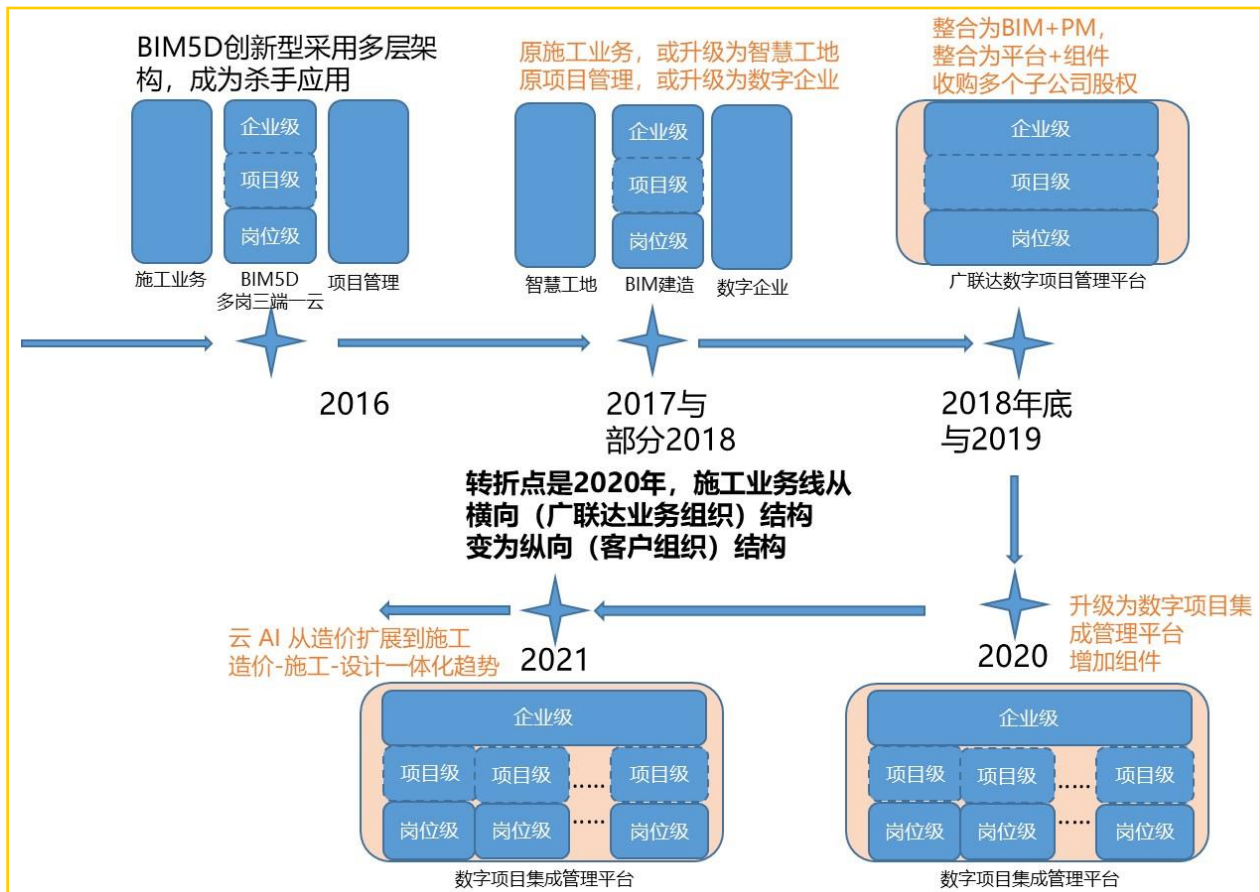 BIM5D创新型采用多层架
构，成为杀手应用
企业级
项目级
岗位级
施工业务
BIM5D
多岗三端一云
项目管理
原施工业务，或升级为智慧工地
原项目管理，或升级为数字企业
企业级
项目级
岗位级
智慧工地
BIM建造
数字企业
整合为BIM+PM，
整合为平台+组件
收购多个子公司股权
企业级
项目级
岗位级
广联达数字项目管理平台
2016
2017与
部分2018
2018年底
与2019
转折点是2020年，施工业务线从
横向（广联达业务组织）结构
变为纵向（客户组织）结构
升级为数字项目集
成管理平台
增加组件
2020
企业级
项目级 项目级 ...... 项目级
岗位级 岗位级 ...... 岗位级
数字项目集成管理平台
云 AI 从造价扩展到施工
造价-施工-设计一体化趋势
2021
企业级
项目级 项目级 ...... 项目级
岗位级 岗位级 ...... 岗位级
数字项目集成管理平台